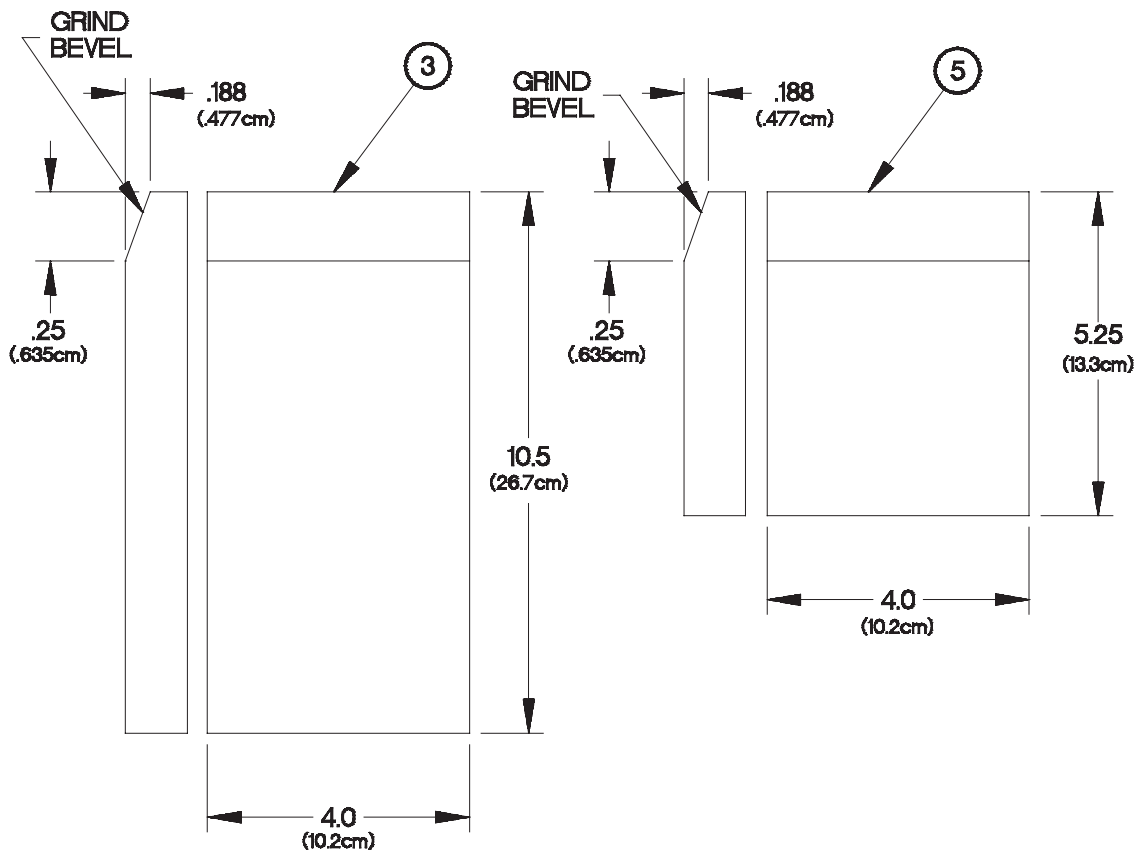 GRIND
BEVEL
3
.188
(.477cm)
.25
(.635cm)
10.5
(26.7cm)
4.0
(10.2cm)
GRIND
BEVEL
5
.188
(.477cm)
.25
(.635cm)
5.25
(13.3cm)
4.0
(10.2cm)